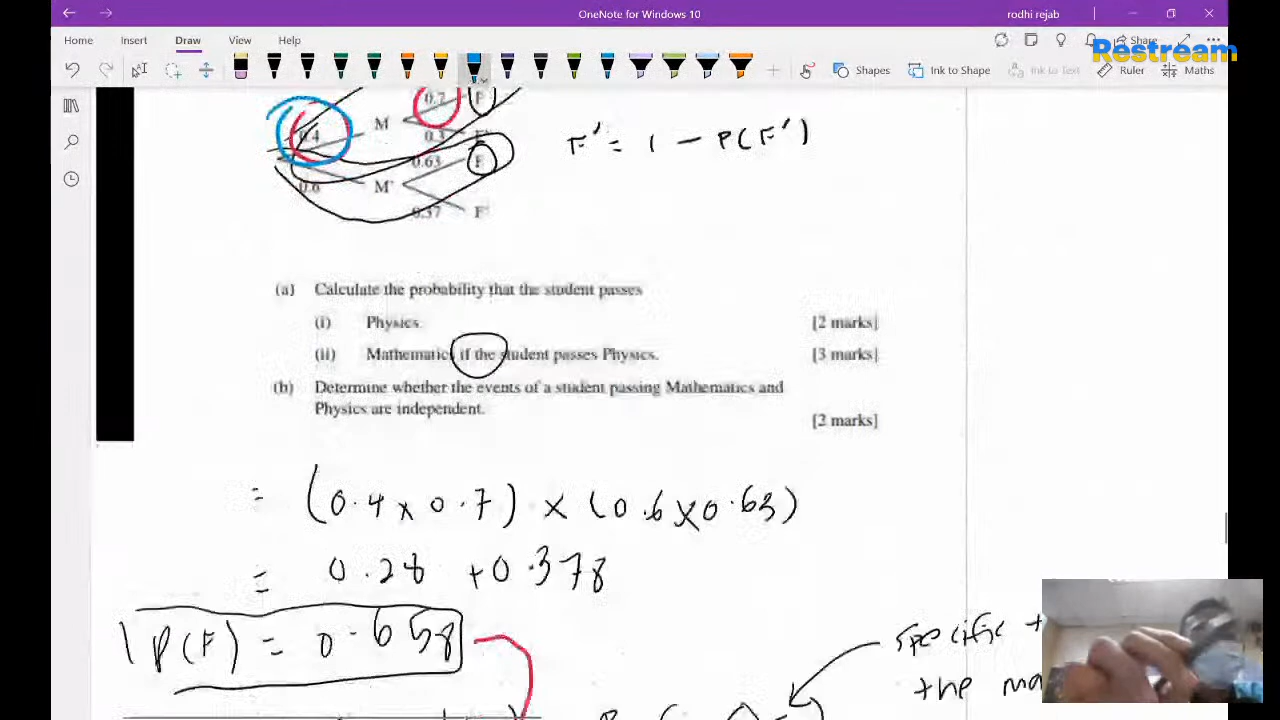 OneNote for Windows 10
rodhi rejab
Home Insert Draw View Help
Share
Restream
Shapes Ink to Shape Ink to Text Ruler Maths
0.7 F
0.4 M
F' = 1 - P(F')
0.63 F
0.6 M'
0.37 F'
(a) Calculate the probability that the student passes
(i) Physics. [2 marks]
(ii) Mathematics if the student passes Physics. [3 marks]
(b) Determine whether the events of a student passing Mathematics and
Physics are independent.
[2 marks]
= (0.4 x 0.7) x (0.6 x 0.63)
= 0.28 + 0.378
P(F) = 0.658
specific
the